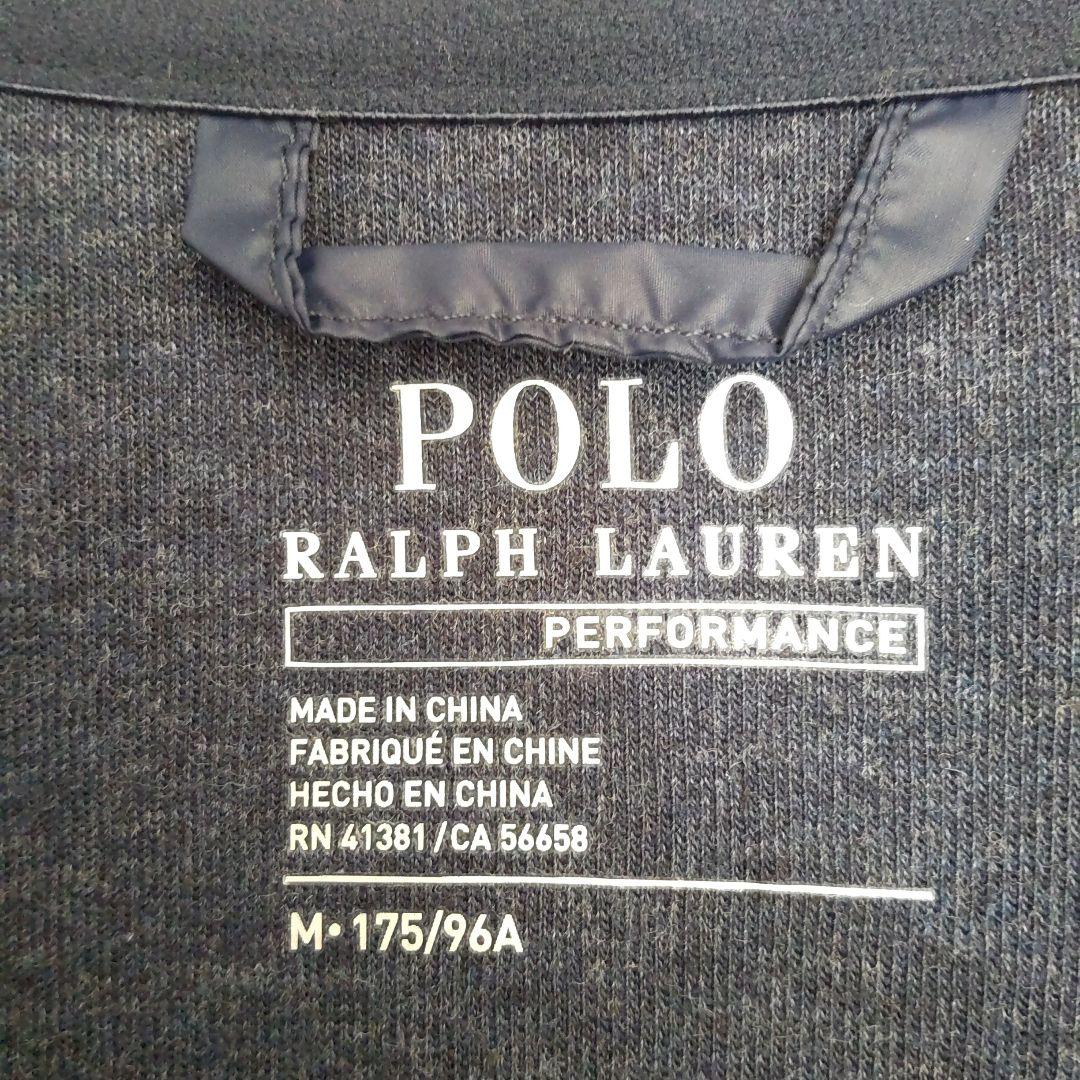 POLO
RALPH LAUREN
PERFORMANCE
MADE IN CHINA
FABRIQUÉ EN CHINE
HECHO EN CHINA
RN 41381/CA 56658
M• 175/96A